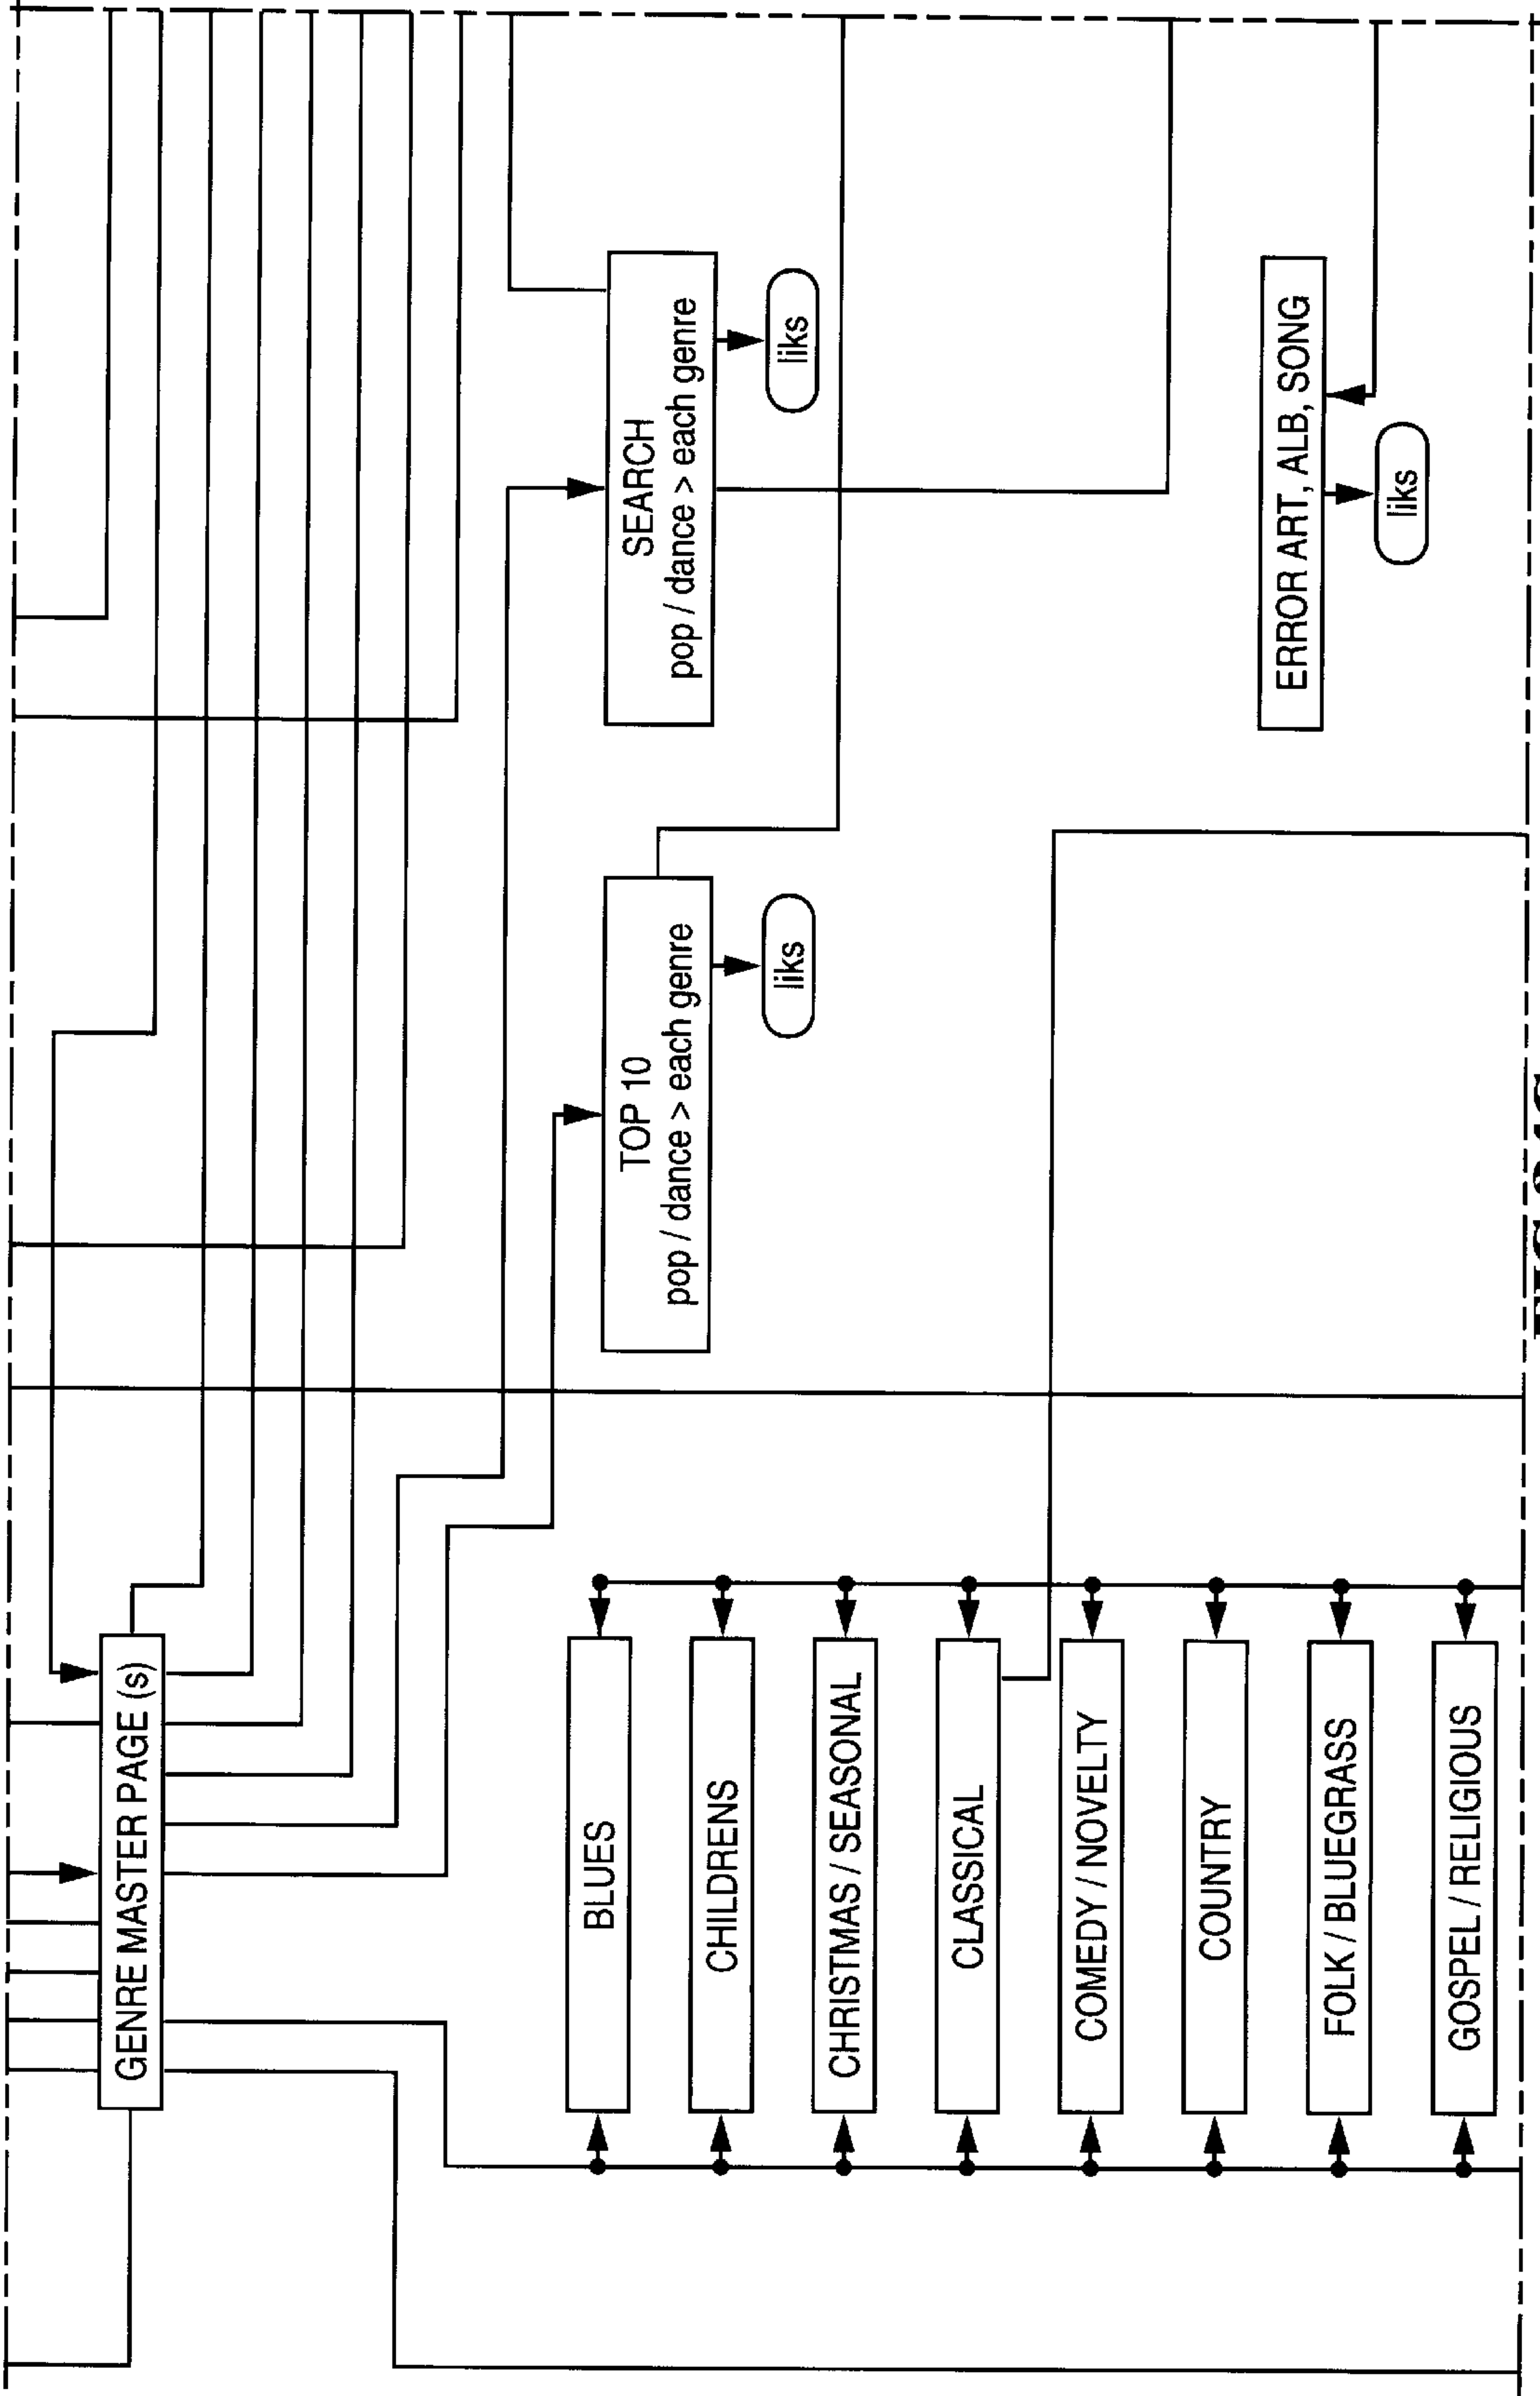 GENRE MASTER PAGE (s)
TOP 10
pop / dance > each genre
liks
SEARCH
pop / dance > each genre
liks
ERROR ART, ALB, SONG
liks
BLUES
CHILDRENS
CHRISTMAS / SEASONAL
CLASSICAL
COMEDY / NOVELTY
COUNTRY
FOLK / BLUEGRASS
GOSPEL / RELIGIOUS